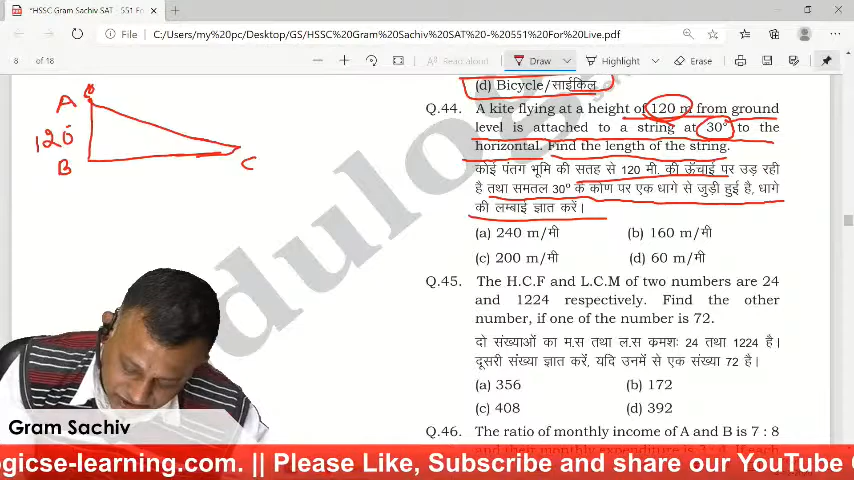 *HSSC Gram Sachiv SAT - 551 For Live
File | C:/Users/my%20pc/Desktop/GS/HSSC%20Gram%20Sachiv%20SAT%20-%20551%20For%20Live.pdf
8 of 18
Read aloud
Draw
Highlight
Erase
(d) Bicycle/साईकिल
Q.44 A kite flying at a height of 120 m from ground
level is attached to a string at 30° to the
horizontal. Find the length of the string.
कोई पतंग भूमि की सतह से 120 मी. की ऊँचाई पर उड़ रही
है तथा समतल 30° के कोण पर एक धागे से जुड़ी हुई है, धागे
की लम्बाई ज्ञात करें।
(a) 240 m/मी (b) 160 m/मी
(c) 200 m/मी (d) 60 m/मी
Q.45 The H.C.F and L.C.M of two numbers are 24
and 1224 respectively. Find the other
number, if one of the number is 72.
दो संख्याओं का म.स तथा ल.स कमशः 24 तथा 1224 है।
दूसरी संख्या ज्ञात करें, यदि उनमें से एक संख्या 72 है।
(a) 356 (b) 172
(c) 408 (d) 392
Q.46 The ratio of monthly income of A and B is 7 : 8
A
120
B
C
dulog
Gram Sachiv
ogicse-learning.com. || Please Like, Subscribe and share our YouTube C